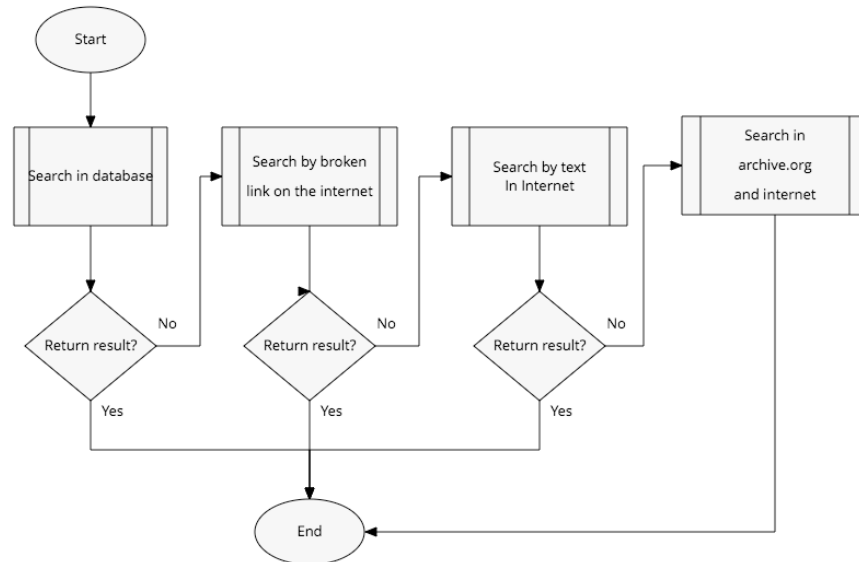 Start
Search in database
Search by broken
link on the internet
Search by text
In Internet
Search in
archive.org
and internet
Return result?
No
Return result?
No
Return result?
No
Yes
Yes
Yes
End